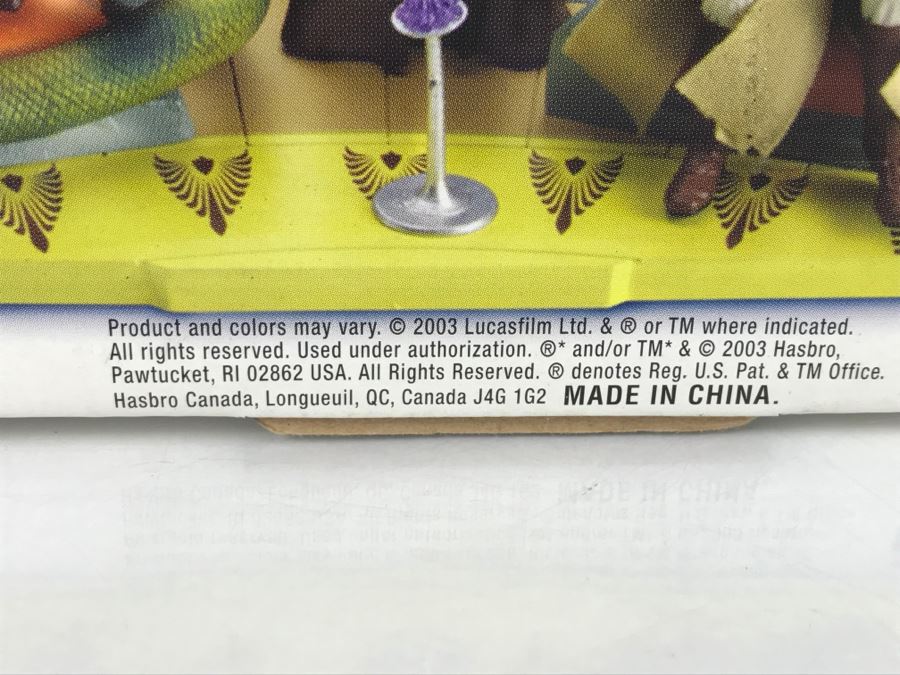 Product and colors may vary. © 2003 Lucasfilm Ltd. & ® or TM where indicated.
All rights reserved. Used under authorization. ®* and/or TM* & © 2003 Hasbro,
Pawtucket, RI 02862 USA. All Rights Reserved. ® denotes Reg. U.S. Pat. & TM Office.
Hasbro Canada, Longueuil, QC, Canada J4G 1G2 MADE IN CHINA.